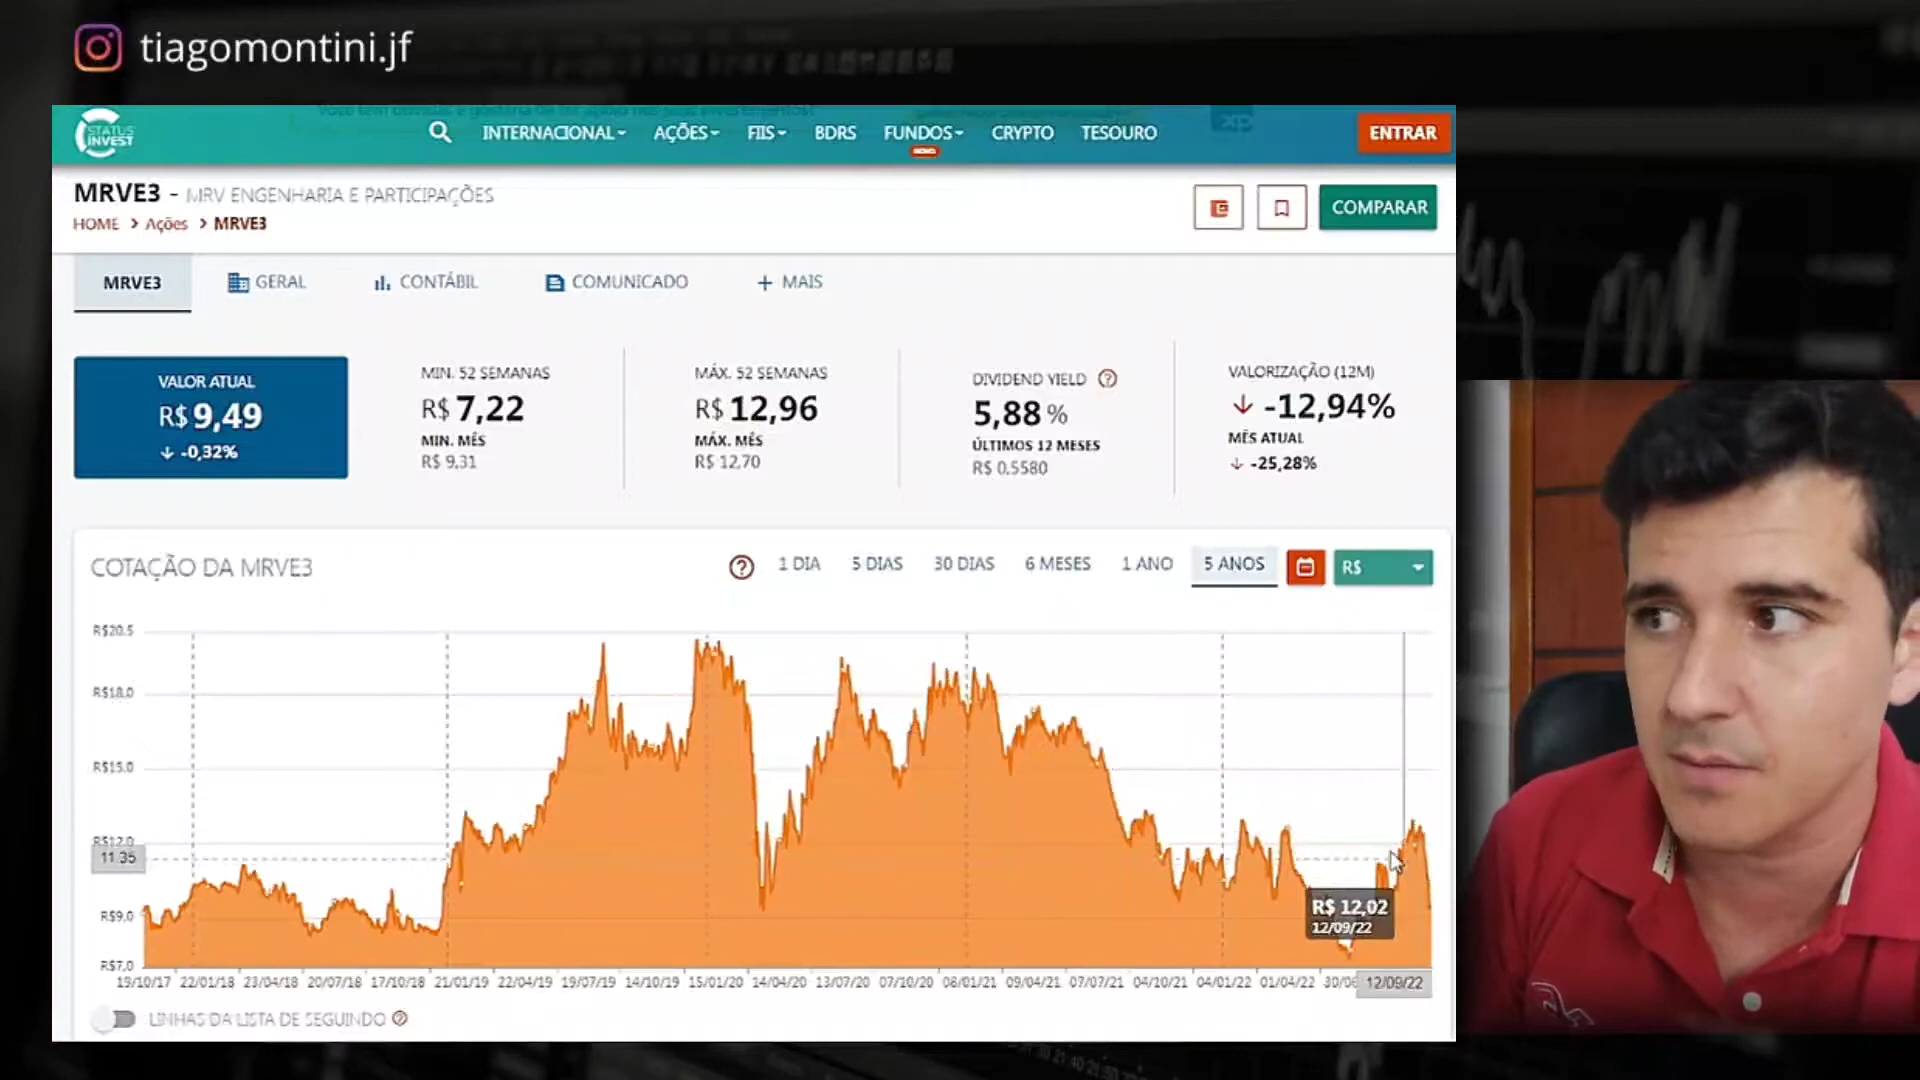 tiagomontini.jf
STATUS INVEST
INTERNACIONAL AÇÕES FIIS BDRS FUNDOS CRYPTO TESOURO
NOVO
ENTRAR
MRVE3 - MRV ENGENHARIA E PARTICIPAÇÕES
HOME > Ações > MRVE3
COMPARAR
MRVE3 GERAL CONTÁBIL COMUNICADO + MAIS
VALOR ATUAL
R$ 9,49
-0,32%
MIN. 52 SEMANAS
R$ 7,22
MIN. MÊS
R$ 9,31
MÁX. 52 SEMANAS
R$ 12,96
MÁX. MÊS
R$ 12,70
DIVIDEND YIELD ?
5,88 %
ÚLTIMOS 12 MESES
R$ 0,5580
VALORIZAÇÃO (12M)
-12,94%
MÊS ATUAL
-25,28%
COTAÇÃO DA MRVE3
? 1 DIA 5 DIAS 30 DIAS 6 MESES 1 ANO 5 ANOS R$
R$20.5
R$18.0
R$15.0
R$12.0
11.35
R$9.0
R$7.0
R$ 12,02
12/09/22
19/10/17 22/01/18 23/04/18 20/07/18 17/10/18 21/01/19 22/04/19 19/07/19 14/10/19 15/01/20 14/04/20 13/07/20 07/10/20 08/01/21 09/04/21 07/07/21 04/10/21 04/01/22 01/04/22 12/09/22
LINHAS DA LISTA DE SEGUINDO ?